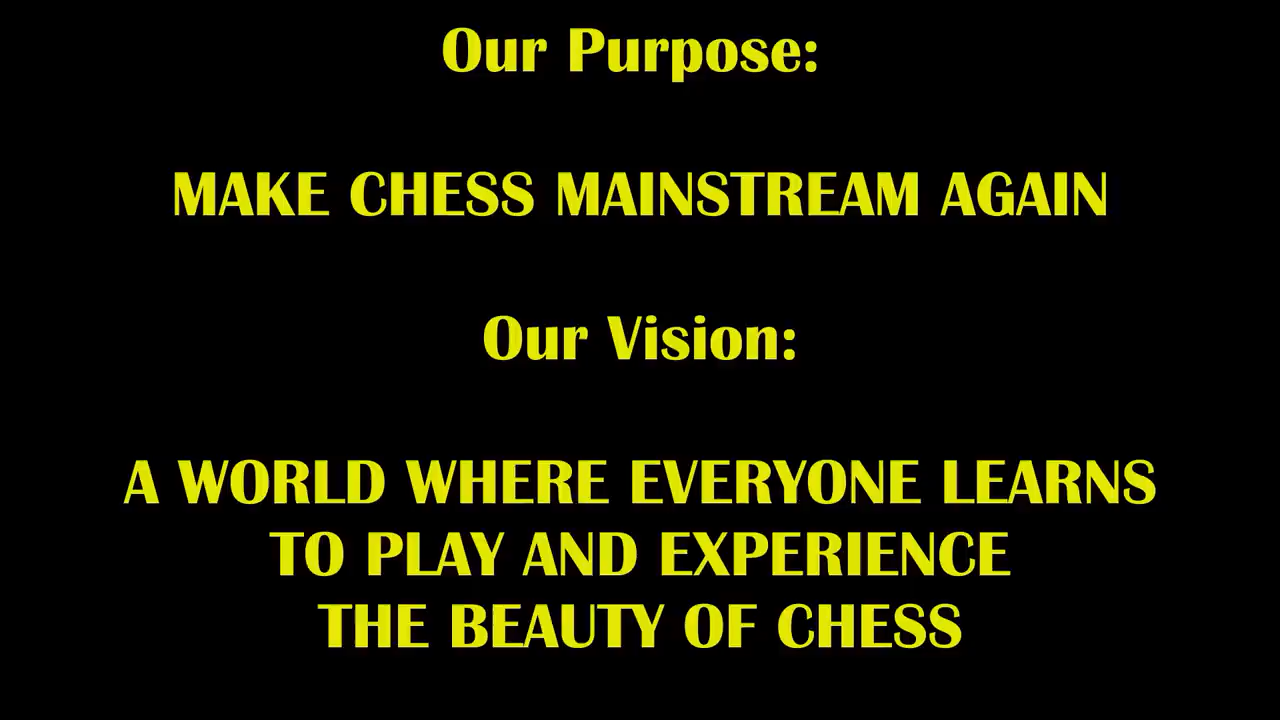 Our Purpose:
MAKE CHESS MAINSTREAM AGAIN
Our Vision:
A WORLD WHERE EVERYONE LEARNS
TO PLAY AND EXPERIENCE
THE BEAUTY OF CHESS